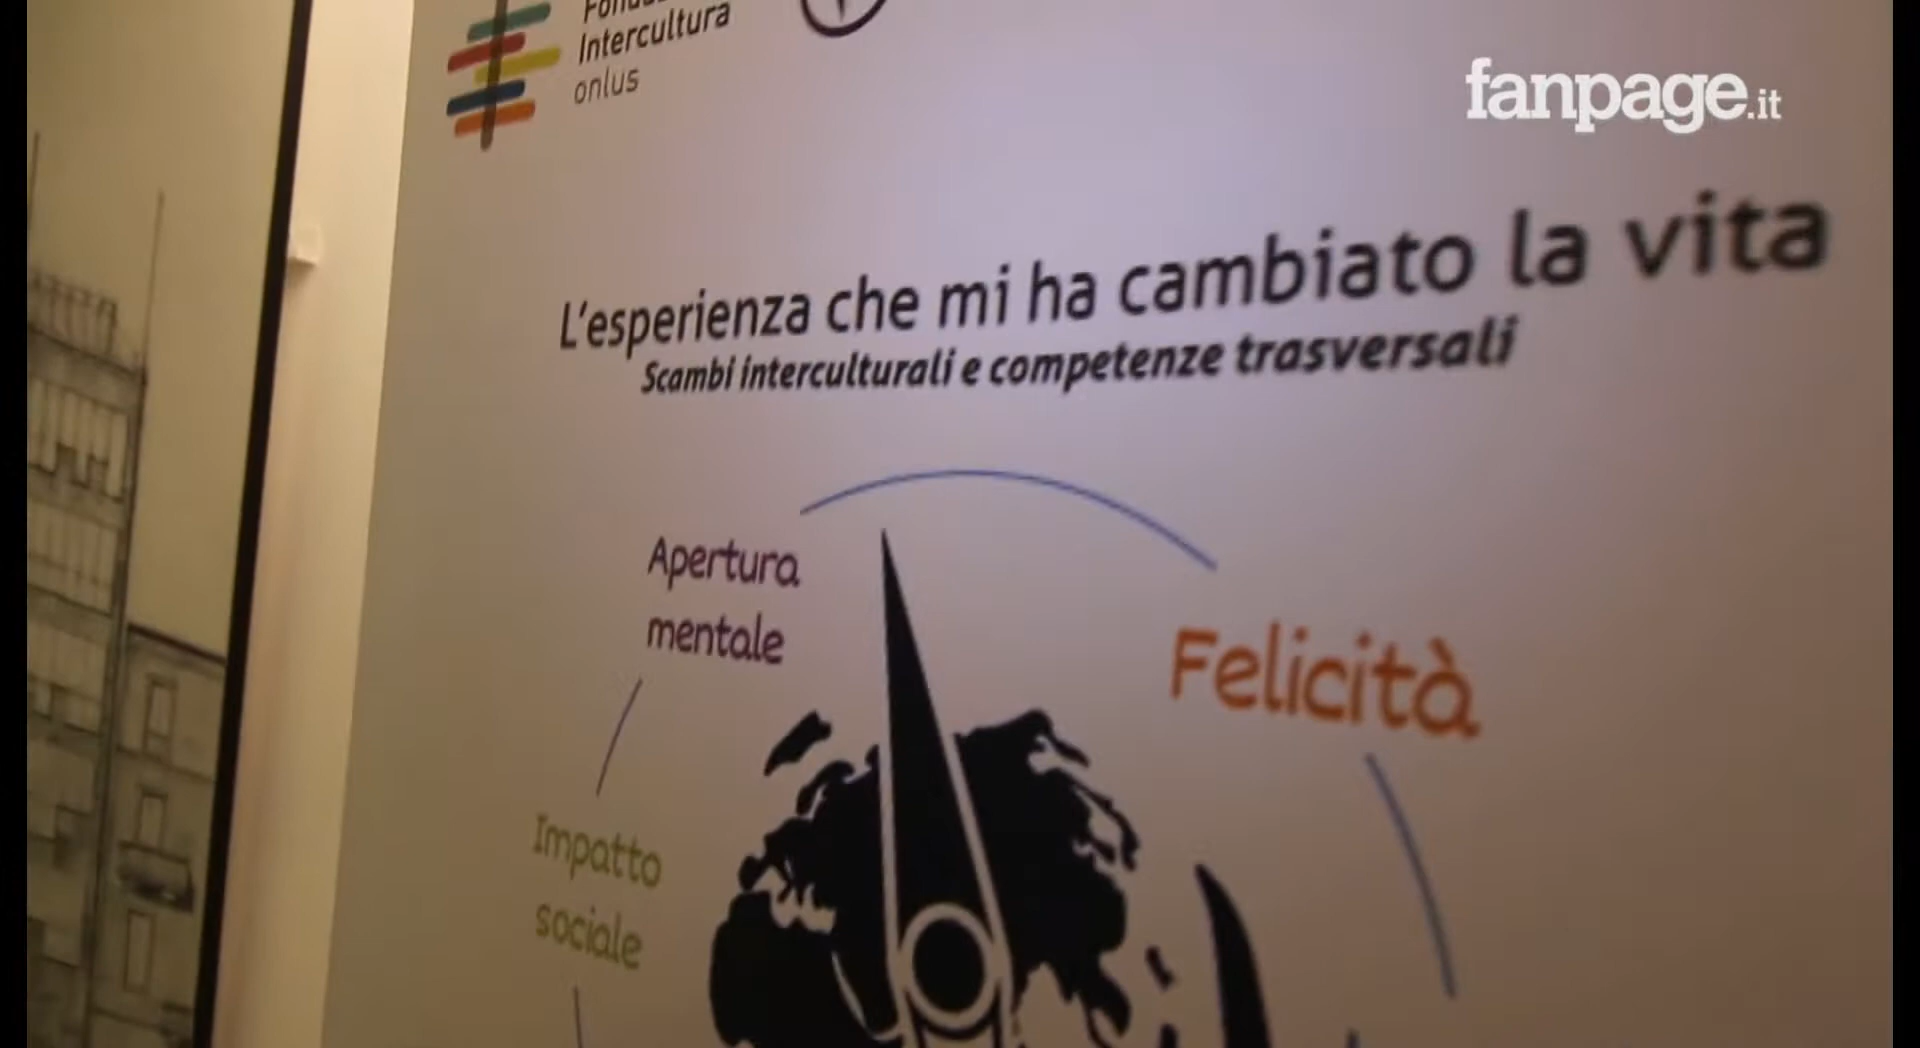 Intercultura
onlus
fanpage.it
L'esperienza che mi ha cambiato la vita
Scambi interculturali e competenze trasversali
Apertura
mentale
Felicità
Impatto
sociale